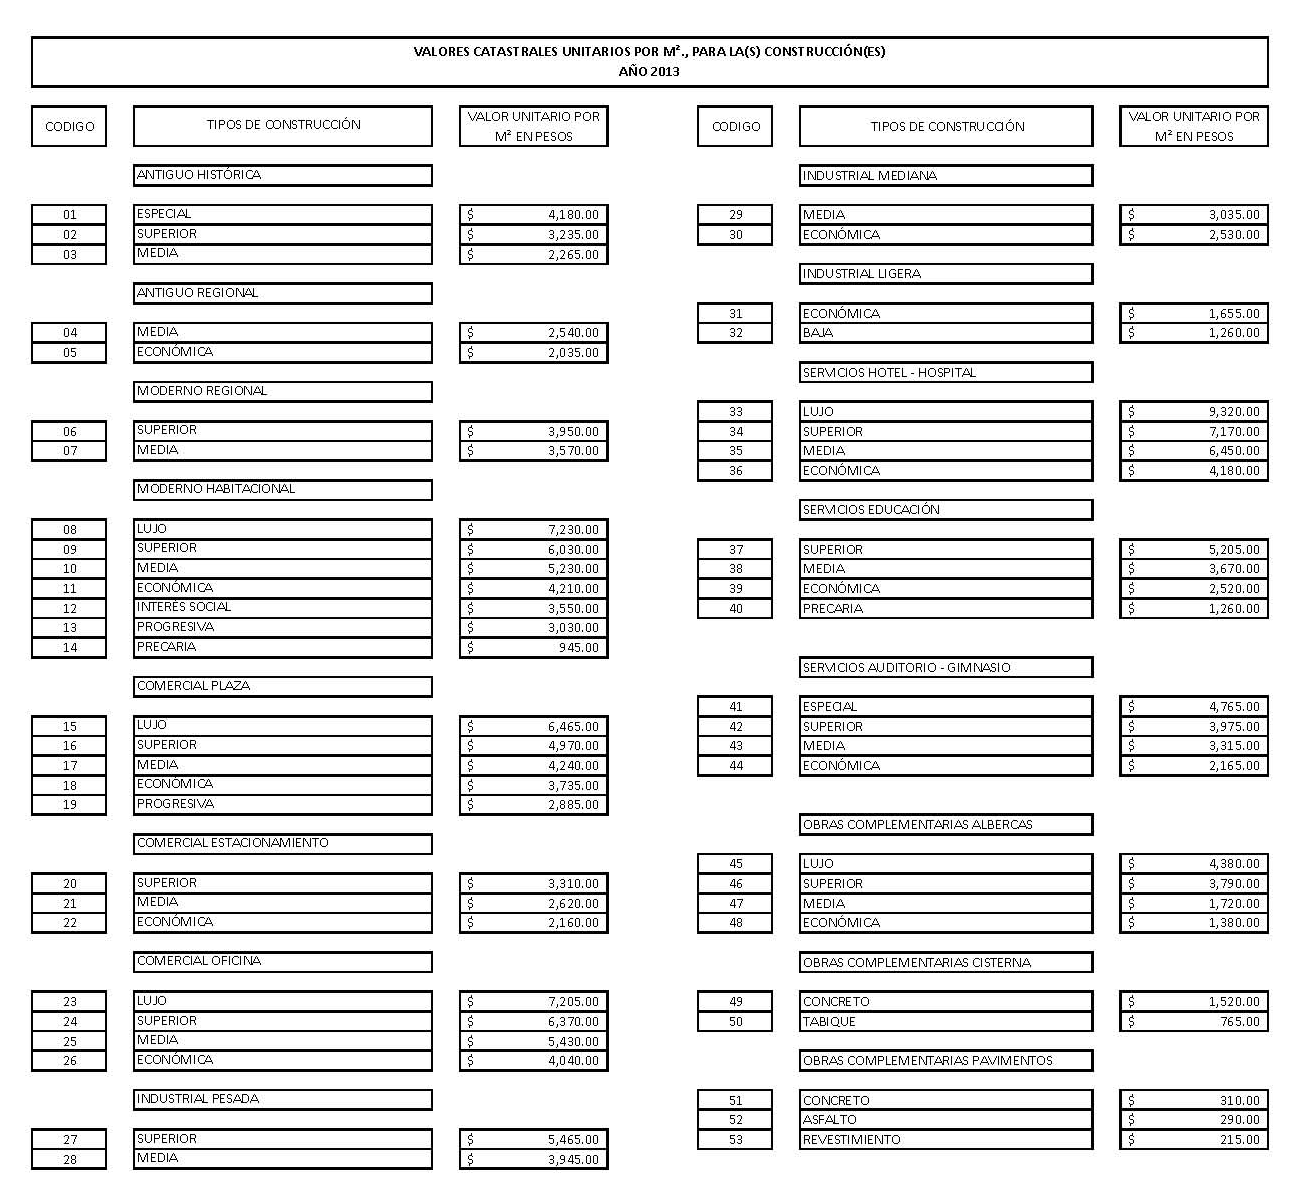 VALORES CATASTRALES UNITARIOS POR M²., PARA LA(S) CONSTRUCCIÓN(ES)
AÑO 2013
CODIGO TIPOS DE CONSTRUCCIÓN VALOR UNITARIO POR M² EN PESOS
ANTIGUO HISTÓRICA
01 ESPECIAL $ 4,180.00
02 SUPERIOR $ 3,235.00
03 MEDIA $ 2,265.00
ANTIGUO REGIONAL
04 MEDIA $ 2,540.00
05 ECONÓMICA $ 2,035.00
MODERNO REGIONAL
06 SUPERIOR $ 3,950.00
07 MEDIA $ 3,570.00
MODERNO HABITACIONAL
08 LUJO $ 7,230.00
09 SUPERIOR $ 6,030.00
10 MEDIA $ 5,230.00
11 ECONÓMICA $ 4,210.00
12 INTERÉS SOCIAL $ 3,550.00
13 PROGRESIVA $ 3,030.00
14 PRECARIA $ 945.00
COMERCIAL PLAZA
15 LUJO $ 6,465.00
16 SUPERIOR $ 4,970.00
17 MEDIA $ 4,240.00
18 ECONÓMICA $ 3,735.00
19 PROGRESIVA $ 2,885.00
COMERCIAL ESTACIONAMIENTO
20 SUPERIOR $ 3,310.00
21 MEDIA $ 2,620.00
22 ECONÓMICA $ 2,160.00
COMERCIAL OFICINA
23 LUJO $ 7,205.00
24 SUPERIOR $ 6,370.00
25 MEDIA $ 5,430.00
26 ECONÓMICA $ 4,040.00
INDUSTRIAL PESADA
27 SUPERIOR $ 5,465.00
28 MEDIA $ 3,945.00
CODIGO TIPOS DE CONSTRUCCIÓN VALOR UNITARIO POR M² EN PESOS
INDUSTRIAL MEDIANA
29 MEDIA $ 3,035.00
30 ECONÓMICA $ 2,530.00
INDUSTRIAL LIGERA
31 ECONÓMICA $ 1,655.00
32 BAJA $ 1,260.00
SERVICIOS HOTEL - HOSPITAL
33 LUJO $ 9,320.00
34 SUPERIOR $ 7,170.00
35 MEDIA $ 6,450.00
36 ECONÓMICA $ 4,180.00
SERVICIOS EDUCACIÓN
37 SUPERIOR $ 5,205.00
38 MEDIA $ 3,670.00
39 ECONÓMICA $ 2,520.00
40 PRECARIA $ 1,260.00
SERVICIOS AUDITORIO - GIMNASIO
41 ESPECIAL $ 4,765.00
42 SUPERIOR $ 3,975.00
43 MEDIA $ 3,315.00
44 ECONÓMICA $ 2,165.00
OBRAS COMPLEMENTARIAS ALBERCAS
45 LUJO $ 4,380.00
46 SUPERIOR $ 3,790.00
47 MEDIA $ 1,720.00
48 ECONÓMICA $ 1,380.00
OBRAS COMPLEMENTARIAS CISTERNA
49 CONCRETO $ 1,520.00
50 TABIQUE $ 765.00
OBRAS COMPLEMENTARIAS PAVIMENTOS
51 CONCRETO $ 310.00
52 ASFALTO $ 290.00
53 REVESTIMIENTO $ 215.00